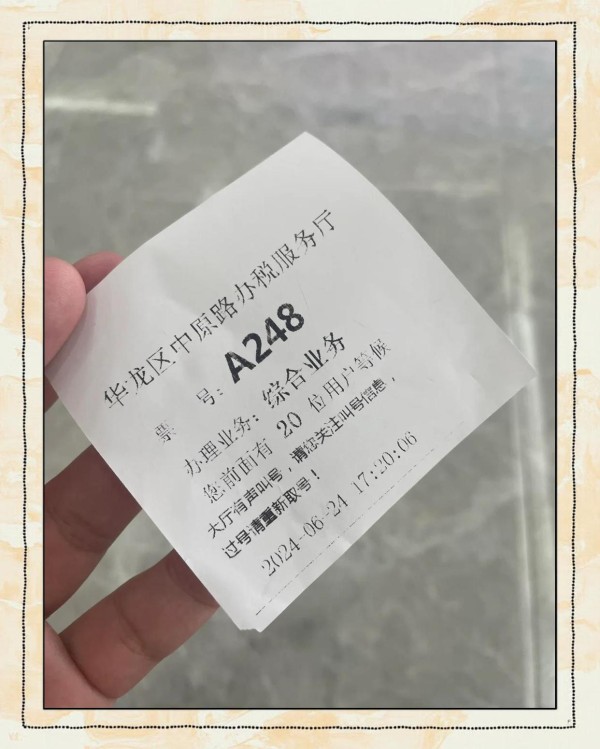 华龙区中原路办税服务厅
票 号: A248
办理业务: 综合业务
您前面有 20 位用户等候
大厅有声叫号，请您关注叫号信息，
过号请重新取号！
2024-06-24 17:20:06